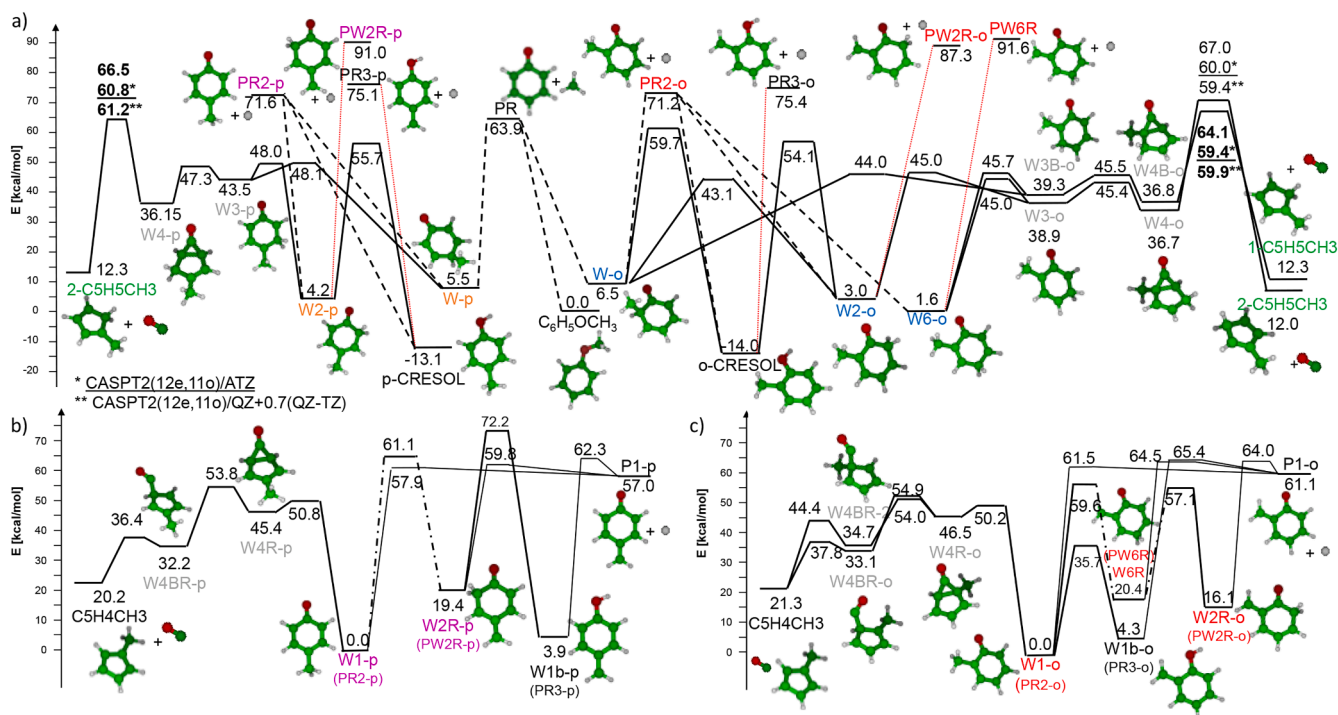 a)
E [kcal/mol]
90
80
70
60
50
40
30
20
10
0
-10
-20
66.5
60.8*
61.2**
12.3
2-C5H5CH3
+
36.15
W4-p
47.3
43.5
W3-p
48.0
48.1
PR2-p
71.6
+
+
PW2R-p
91.0
PR3-p
75.1
+
4.2
W2-p
55.7
-13.1
p-CRESOL
5.5
W-p
PR
63.9
+
0.0
C6H5OCH3
W-o
6.5
+
PR2-o
71.2
59.7
43.1
+
PR3-o
75.4
-14.0
o-CRESOL
54.1
44.0
3.0
W2-o
+
PW2R-o
87.3
45.0
1.6
W6-o
PW6R
91.6
+
45.7
45.0
W3B-o
39.3
W3-o
38.9
W4B-o
45.5
45.4
36.8
W4-o
36.7
67.0
60.0*
59.4**
64.1
59.4*
59.9**
+
1-C5H5CH3
12.3
2-C5H5CH3
12.0
+
* CASPT2(12e,11o)/ATZ
** CASPT2(12e,11o)/QZ+0.7(QZ-TZ)
b)
E [kcal/mol]
70
60
50
40
30
20
10
0
20.2
C5H4CH3
+
36.4
32.2
W4BR-p
53.8
45.4
W4R-p
50.8
0.0
W1-p
(PR2-p)
61.1
57.9
19.4
W2R-p
(PW2R-p)
72.2
59.8
3.9
W1b-p
(PR3-p)
62.3
P1-p
57.0
+
c)
E [kcal/mol]
70
60
50
40
30
20
10
0
21.3
C5H4CH3
+
44.4
37.8
W4BR-2
34.7
33.1
W4BR-o
54.9
54.0
46.5
W4R-o
50.2
0.0
W1-o
(PR2-o)
61.5
59.6
35.7
(PW6R)
W6R
20.4
4.3
W1b-o
(PR3-o)
64.5
65.4
57.1
16.1
W2R-o
(PW2R-o)
64.0
P1-o
61.1
+